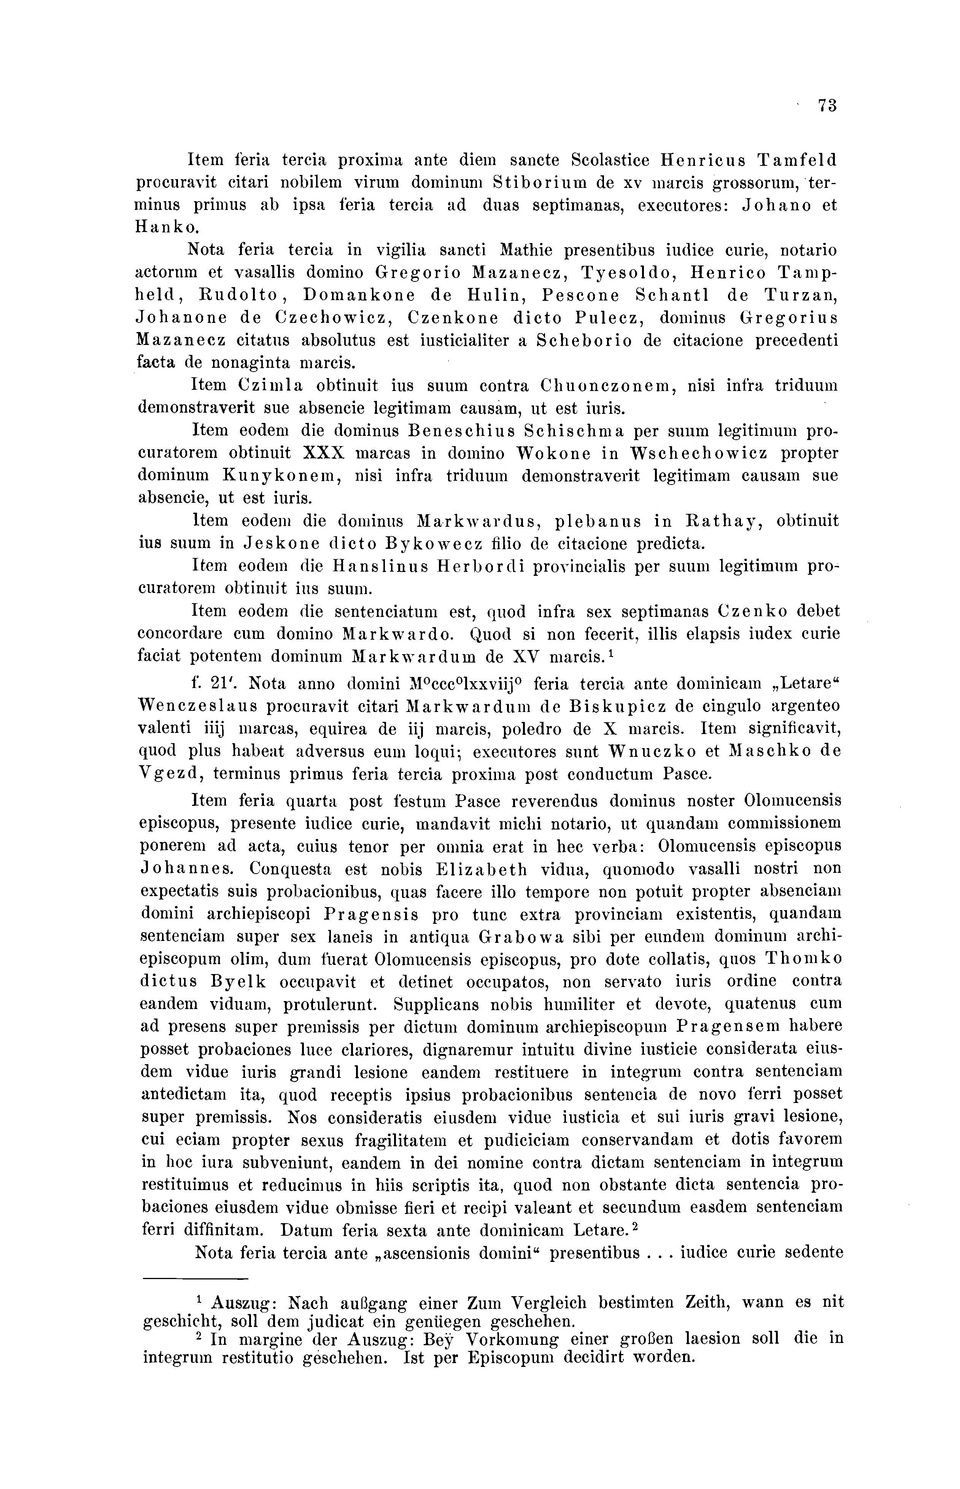 73
Item feria tercia proxima ante diem sancte Scolastice Henricus Tamfeld
procuravit citari nobilem virum dominum Stiborium de xv marcis grossorum, ter-
minus primus ab ipsa feria tercia ad duas septimanas, executores: Johano et
Hanko.
Nota feria tercia in vigilia sancti Mathie presentibus iudice curie, notario
actorum et vasallis domino Gregorio Mazanecz, Tyesoldo, Henrico Tamp-
held, Rudolto, Domankone de Hulin, Pescone Schantl de Turzan,
Johanone de Czechowicz, Czenkone dicto Pulecz, dominus Gregorius
Mazanecz citatus absolutus est iusticialiter a Scheborio de citacione precedenti
facta de nonaginta marcis.
Item Czimla obtinuit ius suum contra Chuonczonem, nisi infra triduum
demonstraverit sue absencie legitimam causam, ut est iuris.
Item eodem die dominus Beneschius Schischma per suum legitimum pro-
curatorem obtinuit XXX marcas in domino Wokone in Wschechowicz propter
dominum Kunykonem, nisi infra triduum demonstraverit legitimam causam sue
absencie, ut est iuris.
Item eodem die dominus Markwardus, plebanus in Rathay, obtinuit
ius suum in Jeskone dicto Bykowecz filio de citacione predicta.
Item eodem die Hanslinus Herbordi provincialis per suum legitimum pro-
curatorem obtinuit ius suum.
Item eodem die sentenciatum est, quod infra sex septimanas Czenko debet
concordare cum domino Markwardo. Quod si non fecerit, illis elapsis iudex curie
faciat potentem dominum Markwardum de XV marcis.¹
f. 21′. Nota anno domini M⁰ccc⁰lxxviij⁰ feria tercia ante dominicam „Letare“
Wenczeslaus procuravit citari Markwardum de Biskupicz de cingulo argenteo
valenti iiij marcas, equirea de iij marcis, poledro de X marcis. Item significavit,
quod plus habeat adversus eum loqui; executores sunt Wnuczko et Maschko de
Vgezd, terminus primus feria tercia proxima post conductum Pasce.
Item feria quarta post festum Pasce reverendus dominus noster Olomucensis
episcopus, presente iudice curie, mandavit michi notario, ut quandam commissionem
ponerem ad acta, cuius tenor per omnia erat in hec verba: Olomucensis episcopus
Johannes. Conquesta est nobis Elizabeth vidua, quomodo vasalli nostri non
expectatis suis probacionibus, quas facere illo tempore non potuit propter absenciam
domini archiepiscopi Pragensis pro tunc extra provinciam existentis, quandam
sentenciam super sex laneis in antiqua Grabowa sibi per eundem dominum archi-
episcopum olim, dum fuerat Olomucensis episcopus, pro dote collatis, quos Thomko
dictus Byelk occupavit et detinet occupatos, non servato iuris ordine contra
eandem viduam, protulerunt. Supplicans nobis humiliter et devote, quatenus cum
ad presens super premissis per dictum dominum archiepiscopum Pragensem habere
posset probaciones luce clariores, dignaremur intuitu divine iusticie considerata eius-
dem vidue iuris grandi lesione eandem restituere in integrum contra sentenciam
antedictam ita, quod receptis ipsius probacionibus sentencia de novo ferri posset
super premissis. Nos consideratis eiusdem vidue iusticia et sui iuris gravi lesione,
cui eciam propter sexus fragilitatem et pudiciciam conservandam et dotis favorem
in hoc iura subveniunt, eandem in dei nomine contra dictam sentenciam in integrum
restituimus et reducimus in hiis scriptis ita, quod non obstante dicta sentencia pro-
baciones eiusdem vidue obmisse fieri et recipi valeant et secundum easdem sentenciam
ferri diffinitam. Datum feria sexta ante dominicam Letare.²
Nota feria tercia ante „ascensionis domini“ presentibus . . . iudice curie sedente
¹ Auszug: Nach außgang einer Zum Vergleich bestimten Zeith, wann es nit
geschicht, soll dem judicat ein genüegen geschehen.
² In margine der Auszug: Beÿ Vorkomung einer großen laesion soll die in
integrum restitutio geschehen. Ist per Episcopum decidirt worden.